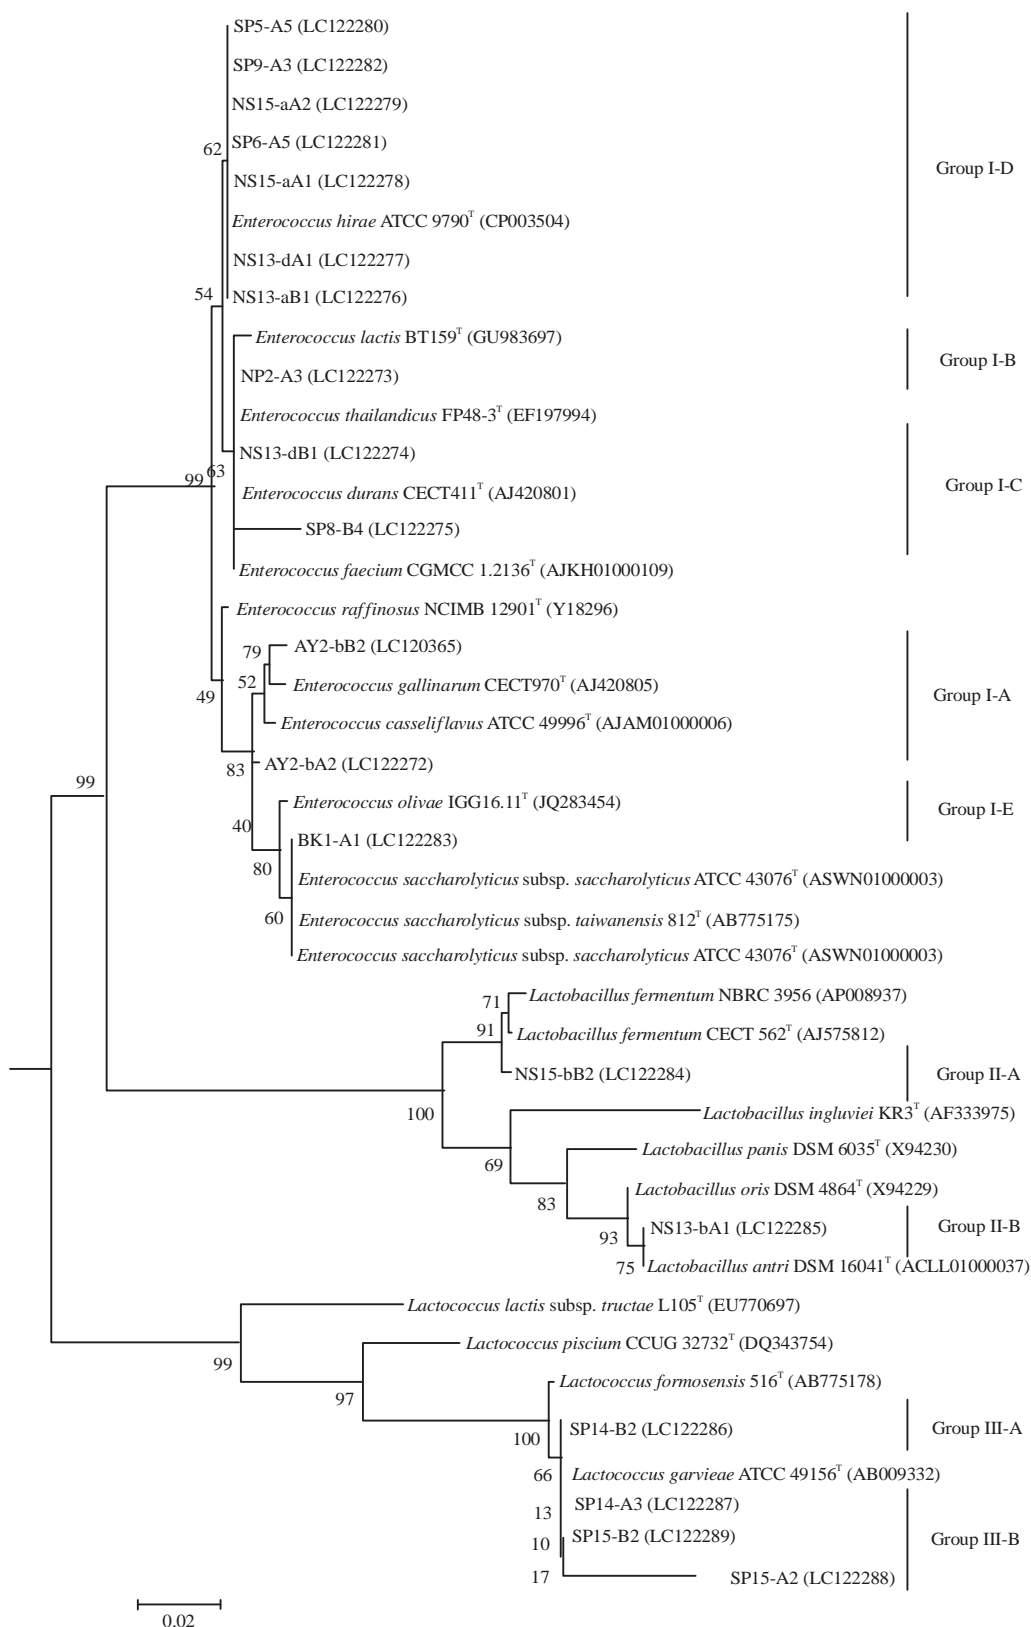 SP5-A5 (LC122280)
SP9-A3 (LC122282)
NS15-aA2 (LC122279)
SP6-A5 (LC122281)
62
Group I-D
NS15-aA1 (LC122278)
Enterococcus hirae ATCC 9790T (CP003504)
NS13-dA1 (LC122277)
54
NS13-aB1 (LC122276)
Enterococcus lactis BT159T (GU983697)
Group I-B
NP2-A3 (LC122273)
Enterococcus thailandicus FP48-3T (EF197994)
NS13-dB1 (LC122274)
99
63
Group I-C
Enterococcus durans CECT411T (AJ420801)
SP8-B4 (LC122275)
Enterococcus faecium CGMCC 1.2136T (AJKH01000109)
Enterococcus raffinosus NCIMB 12901T (Y18296)
AY2-bB2 (LC120365)
79
52
Enterococcus gallinarum CECT970T (AJ420805)
49
Group I-A
Enterococcus casseliflavus ATCC 49996T (AJAM01000006)
AY2-bA2 (LC122272)
83
99
Enterococcus olivae IGG16.11T (JQ283454)
Group I-E
40
BK1-A1 (LC122283)
80
Enterococcus saccharolyticus subsp. saccharolyticus ATCC 43076T (ASWN01000003)
60
Enterococcus saccharolyticus subsp. taiwanensis 812T (AB775175)
Enterococcus saccharolyticus subsp. saccharolyticus ATCC 43076T (ASWN01000003)
Lactobacillus fermentum NBRC 3956 (AP008937)
71
91
Lactobacillus fermentum CECT 562T (AJ575812)
NS15-bB2 (LC122284)
Group II-A
100
Lactobacillus ingluviei KR3T (AF333975)
Lactobacillus panis DSM 6035T (X94230)
69
Lactobacillus oris DSM 4864T (X94229)
83
NS13-bA1 (LC122285)
Group II-B
93
75
Lactobacillus antri DSM 16041T (ACLL01000037)
Lactococcus lactis subsp. tructae L105T (EU770697)
Lactococcus piscium CCUG 32732T (DQ343754)
99
Lactococcus formosensis 516T (AB775178)
97
SP14-B2 (LC122286)
Group III-A
100
66
Lactococcus garvieae ATCC 49156T (AB009332)
SP14-A3 (LC122287)
13
SP15-B2 (LC122289)
10
Group III-B
17
SP15-A2 (LC122288)
0.02